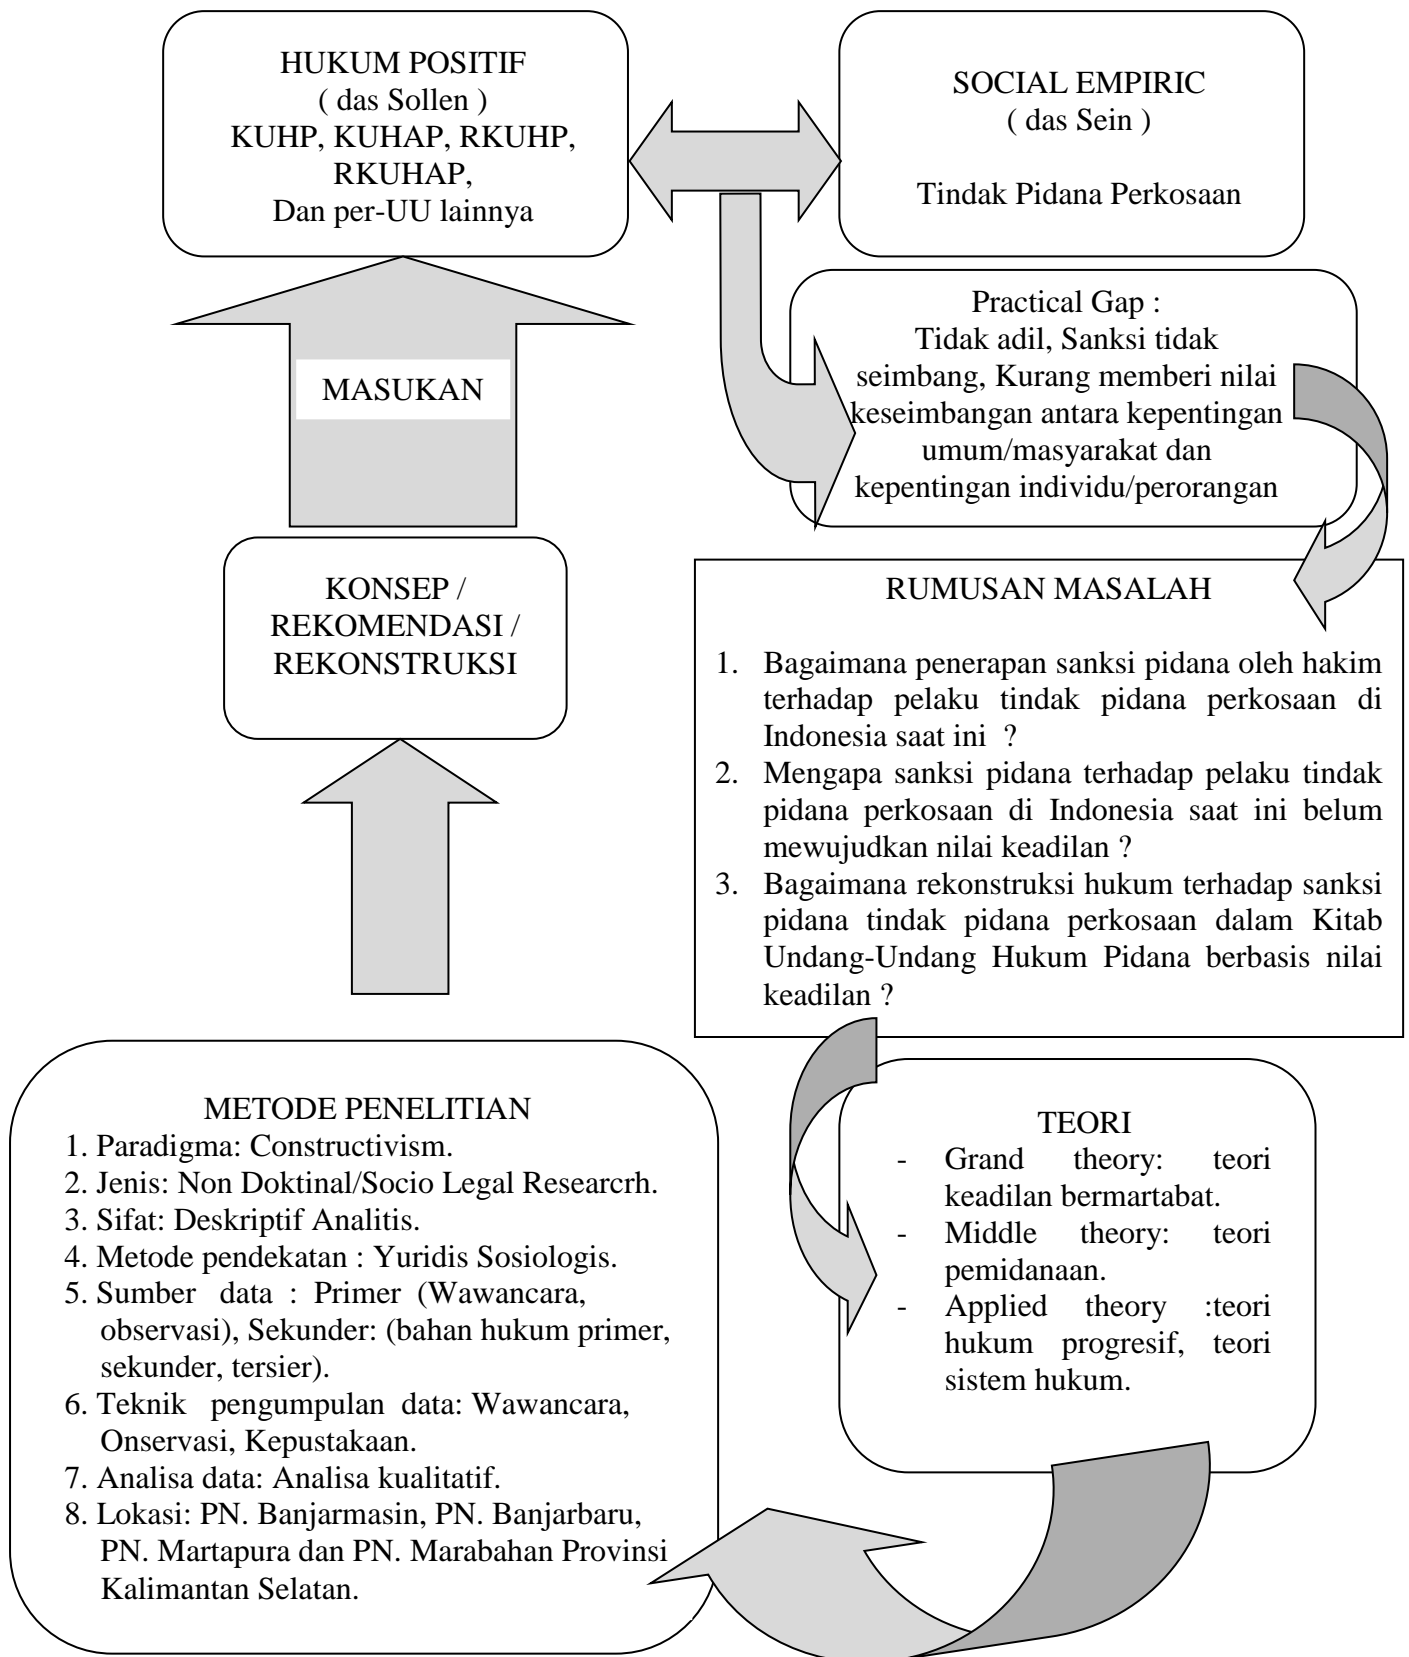 HUKUM POSITIF
( das Sollen )
KUHP, KUHAP, RKUHP,
RKUHAP,
Dan per-UU lainnya
SOCIAL EMPIRIC
( das Sein )
Tindak Pidana Perkosaan
Practical Gap :
Tidak adil, Sanksi tidak
seimbang, Kurang memberi nilai
keseimbangan antara kepentingan
umum/masyarakat dan
kepentingan individu/perorangan
MASUKAN
KONSEP /
REKOMENDASI /
REKONSTRUKSI
RUMUSAN MASALAH
1. Bagaimana penerapan sanksi pidana oleh hakim
terhadap pelaku tindak pidana perkosaan di
Indonesia saat ini ?
2. Mengapa sanksi pidana terhadap pelaku tindak
pidana perkosaan di Indonesia saat ini belum
mewujudkan nilai keadilan ?
3. Bagaimana rekonstruksi hukum terhadap sanksi
pidana tindak pidana perkosaan dalam Kitab
Undang-Undang Hukum Pidana berbasis nilai
keadilan ?
TEORI
- Grand theory: teori
keadilan bermartabat.
- Middle theory: teori
pemidanaan.
- Applied theory :teori
hukum progresif, teori
sistem hukum.
METODE PENELITIAN
1. Paradigma: Constructivism.
2. Jenis: Non Doktinal/Socio Legal Researcrh.
3. Sifat: Deskriptif Analitis.
4. Metode pendekatan : Yuridis Sosiologis.
5. Sumber data : Primer (Wawancara,
observasi), Sekunder: (bahan hukum primer,
sekunder, tersier).
6. Teknik pengumpulan data: Wawancara,
Onservasi, Kepustakaan.
7. Analisa data: Analisa kualitatif.
8. Lokasi: PN. Banjarmasin, PN. Banjarbaru,
PN. Martapura dan PN. Marabahan Provinsi
Kalimantan Selatan.